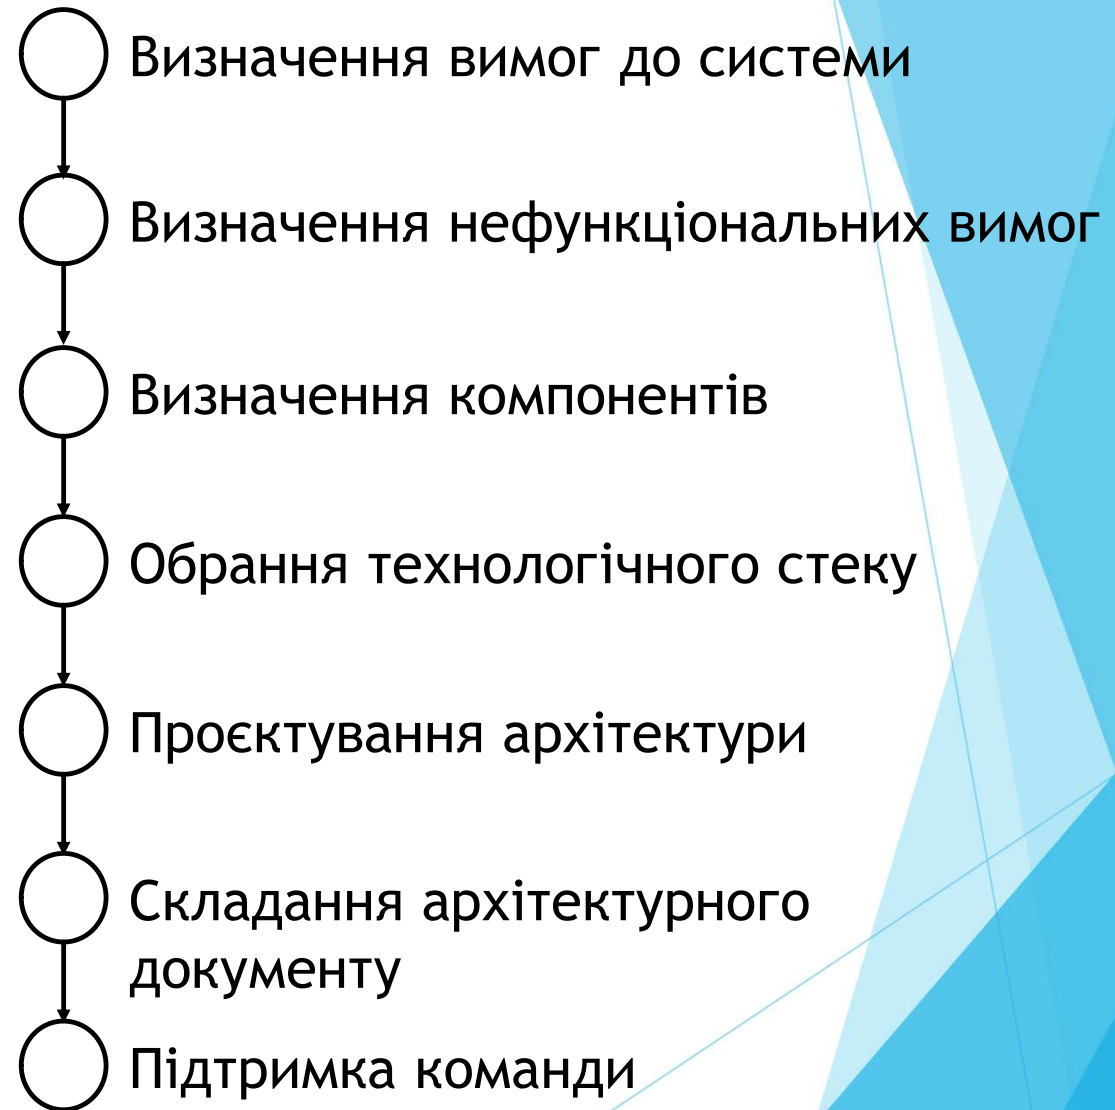 Визначення вимог до системи
Визначення нефункціональних вимог
Визначення компонентів
Обрання технологічного стеку
Проєктування архітектури
Складання архітектурного
документу
Підтримка команди